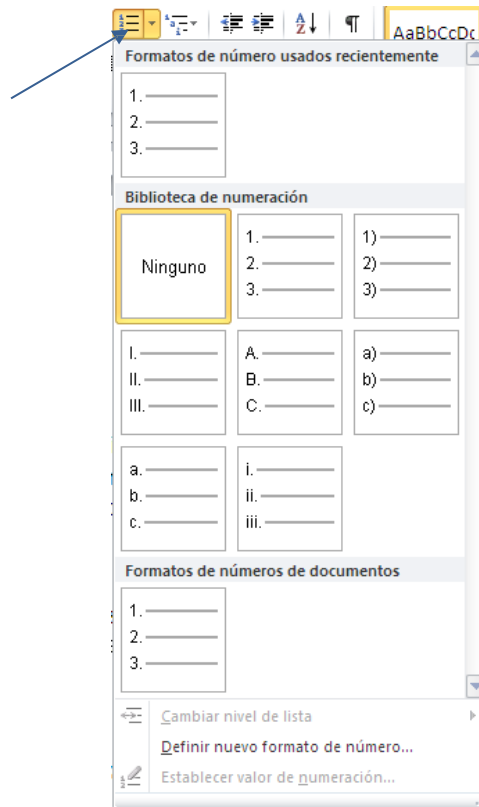 AaBbCcDc
Formatos de número usados recientemente
1.
2.
3.
Biblioteca de numeración
Ninguno
1.
2.
3.
1)
2)
3)
I.
II.
III.
A.
B.
C.
a)
b)
c)
a.
b.
c.
i.
ii.
iii.
Formatos de números de documentos
1.
2.
3.
Cambiar nivel de lista
Definir nuevo formato de número...
Establecer valor de numeración...